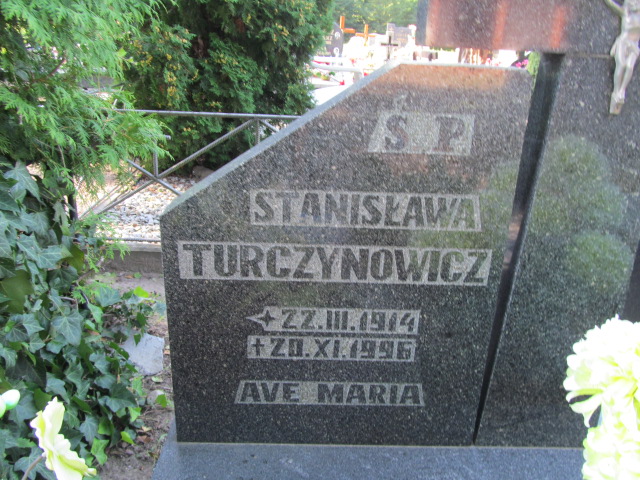 Ś P
STANISŁAWA
TURCZYNOWICZ
22.III.1914
+20.XI.1996
AVE MARIA